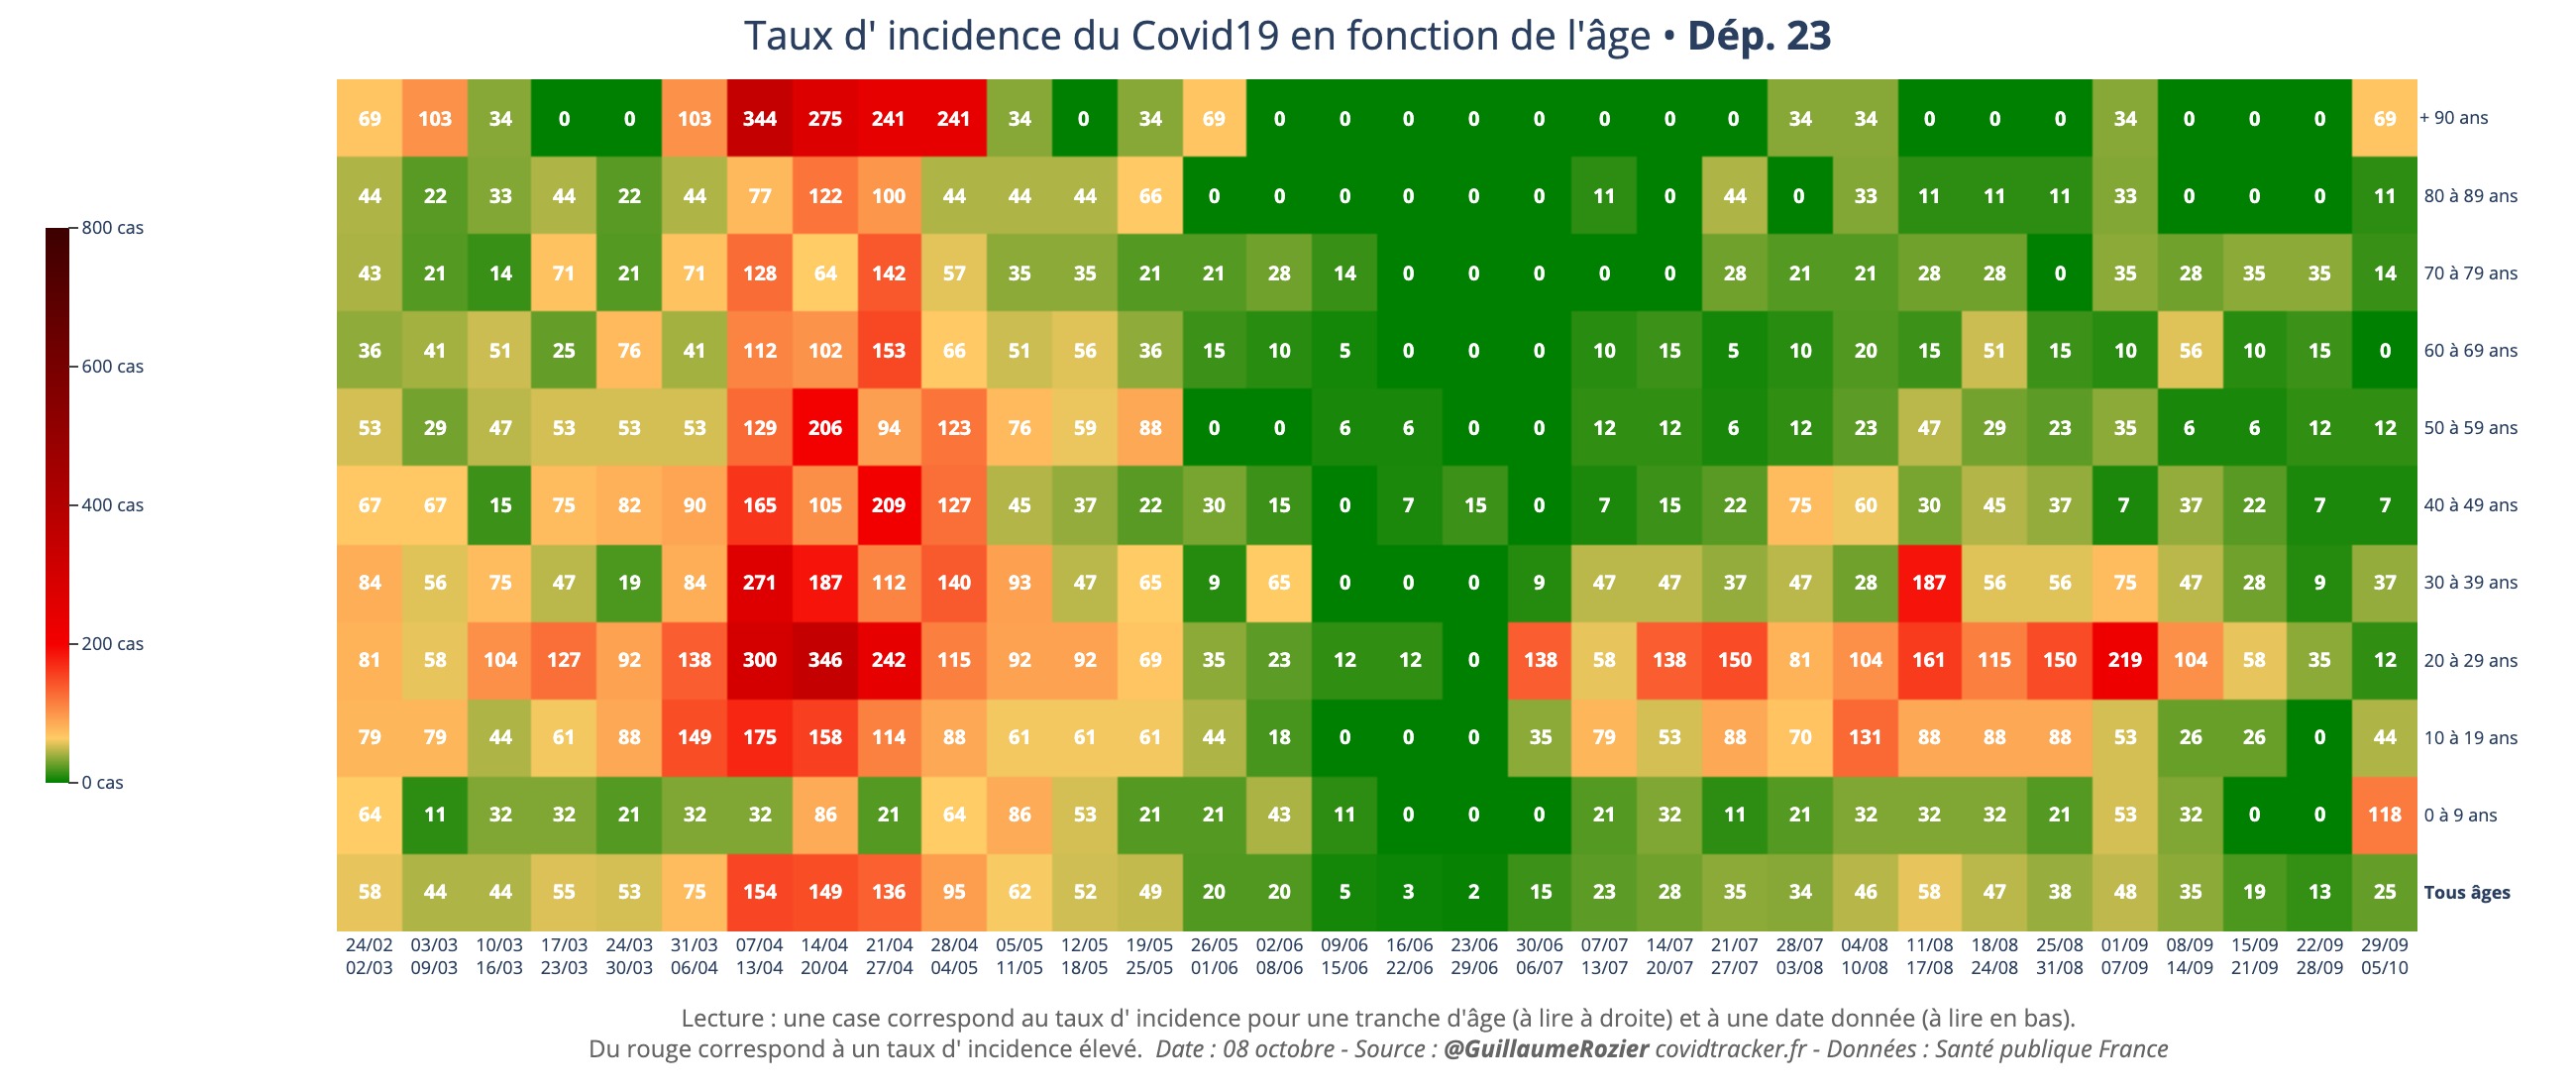 Taux d' incidence du Covid19 en fonction de l'âge • Dép. 23
69 103 34 0 0 103 344 275 241 241 34 0 34 69 0 0 0 0 0 0 0 0 34 34 0 0 0 34 0 0 0 69 + 90 ans
44 22 33 44 22 44 77 122 100 44 44 44 66 0 0 0 0 0 0 11 0 44 0 33 11 11 11 33 0 0 0 11 80 à 89 ans
800 cas
43 21 14 71 21 71 128 64 142 57 35 35 21 21 28 14 0 0 0 0 0 28 21 21 28 28 0 35 28 35 35 14 70 à 79 ans
36 41 51 25 76 41 112 102 153 66 51 56 36 15 10 5 0 0 0 10 15 5 10 20 15 51 15 10 56 10 15 0 60 à 69 ans
600 cas
53 29 47 53 53 53 129 206 94 123 76 59 88 0 0 6 6 0 0 12 12 6 12 23 47 29 23 35 6 6 12 12 50 à 59 ans
400 cas
67 67 15 75 82 90 165 105 209 127 45 37 22 30 15 0 7 15 0 7 15 22 75 60 30 45 37 7 37 22 7 7 40 à 49 ans
84 56 75 47 19 84 271 187 112 140 93 47 65 9 65 0 0 0 9 47 47 37 47 28 187 56 56 75 47 28 9 37 30 à 39 ans
200 cas
81 58 104 127 92 138 300 346 242 115 92 92 69 35 23 12 12 0 138 58 138 150 81 104 161 115 150 219 104 58 35 12 20 à 29 ans
79 79 44 61 88 149 175 158 114 88 61 61 61 44 18 0 0 0 35 79 53 88 70 131 88 88 88 53 26 26 0 44 10 à 19 ans
0 cas
64 11 32 32 21 32 32 86 21 64 86 53 21 21 43 11 0 0 0 21 32 11 21 32 32 32 21 53 32 0 0 118 0 à 9 ans
58 44 44 55 53 75 154 149 136 95 62 52 49 20 20 5 3 2 15 23 28 35 34 46 58 47 38 48 35 19 13 25 Tous âges
24/02 03/03 10/03 17/03 24/03 31/03 07/04 14/04 21/04 28/04 05/05 12/05 19/05 26/05 02/06 09/06 16/06 23/06 30/06 07/07 14/07 21/07 28/07 04/08 11/08 18/08 25/08 01/09 08/09 15/09 22/09 29/09
02/03 09/03 16/03 23/03 30/03 06/04 13/04 20/04 27/04 04/05 11/05 18/05 25/05 01/06 08/06 15/06 22/06 29/06 06/07 13/07 20/07 27/07 03/08 10/08 17/08 24/08 31/08 07/09 14/09 21/09 28/09 05/10
Lecture : une case correspond au taux d' incidence pour une tranche d'âge (à lire à droite) et à une date donnée (à lire en bas).
Du rouge correspond à un taux d' incidence élevé. Date : 08 octobre - Source : @GuillaumeRozier covidtracker.fr - Données : Santé publique France